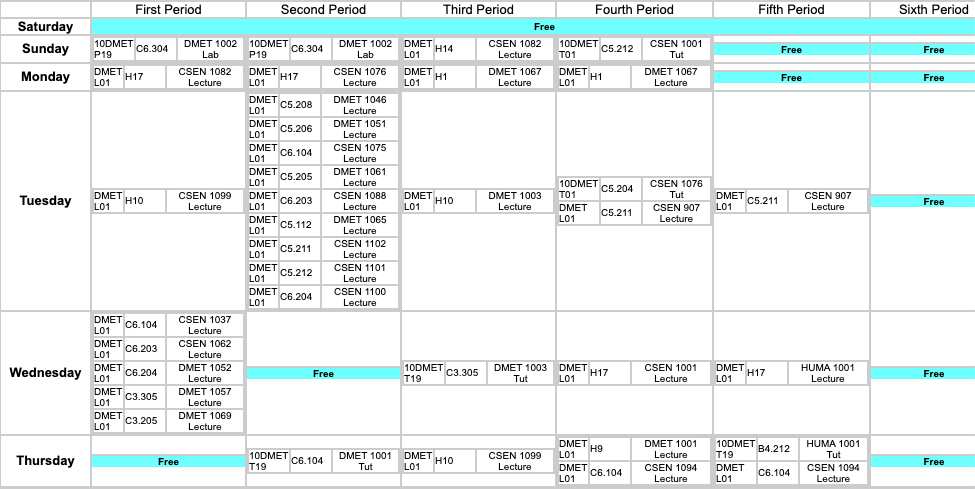 First Period Second Period Third Period Fourth Period Fifth Period Sixth Period
Saturday Free
Sunday
10DMET P19 C6.304 DMET 1002 Lab
10DMET P19 C6.304 DMET 1002 Lab
DMET L01 H14 CSEN 1082 Lecture
10DMET T01 C5.212 CSEN 1001 Tut
Free
Free
Monday
DMET L01 H17 CSEN 1082 Lecture
DMET L01 H17 CSEN 1076 Lecture
DMET L01 H1 DMET 1067 Lecture
DMET L01 H1 DMET 1067 Lecture
Free
Free
Tuesday
DMET L01 H10 CSEN 1099 Lecture
DMET L01 C5.208 DMET 1046 Lecture
DMET L01 C5.206 DMET 1051 Lecture
DMET L01 C6.104 CSEN 1075 Lecture
DMET L01 C5.205 DMET 1061 Lecture
DMET L01 C6.203 CSEN 1088 Lecture
DMET L01 C5.112 DMET 1065 Lecture
DMET L01 C5.211 CSEN 1102 Lecture
DMET L01 C5.212 CSEN 1101 Lecture
DMET L01 C6.204 CSEN 1100 Lecture
DMET L01 H10 DMET 1003 Lecture
10DMET T01 C5.204 CSEN 1076 Tut
DMET L01 C5.211 CSEN 907 Lecture
DMET L01 C5.211 CSEN 907 Lecture
Free
Wednesday
DMET L01 C6.104 CSEN 1037 Lecture
DMET L01 C6.203 CSEN 1062 Lecture
DMET L01 C6.204 DMET 1052 Lecture
DMET L01 C3.305 DMET 1057 Lecture
DMET L01 C3.205 DMET 1069 Lecture
Free
10DMET T19 C3.305 DMET 1003 Tut
DMET L01 H17 CSEN 1001 Lecture
DMET L01 H17 HUMA 1001 Lecture
Free
Thursday
Free
10DMET T19 C6.104 DMET 1001 Tut
DMET L01 H10 CSEN 1099 Lecture
DMET L01 H9 DMET 1001 Lecture
DMET L01 C6.104 CSEN 1094 Lecture
10DMET T19 B4.212 HUMA 1001 Tut
DMET L01 C6.104 CSEN 1094 Lecture
Free